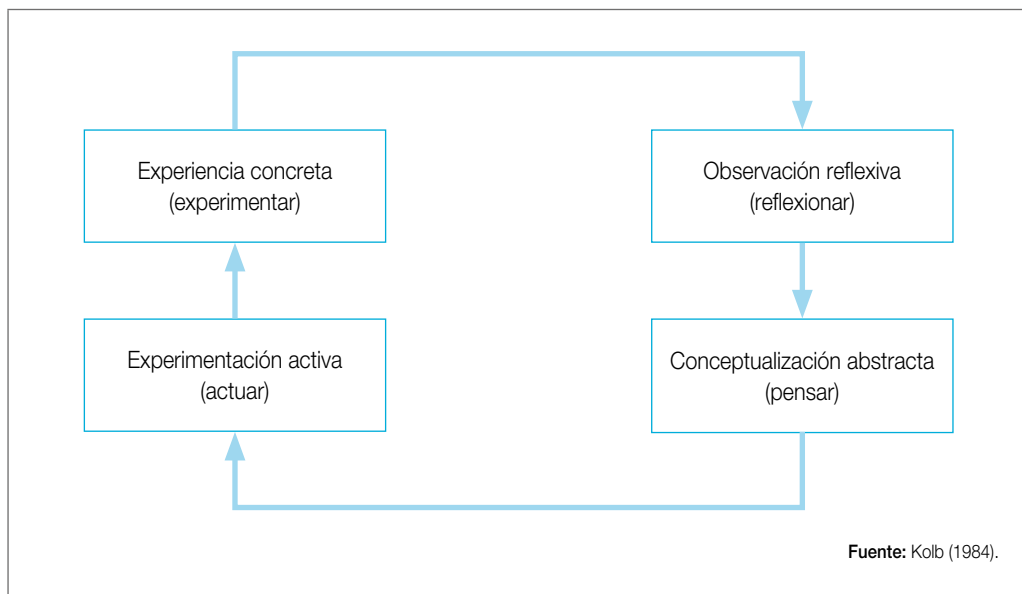 Experiencia concreta
(experimentar)
Observación reflexiva
(reflexionar)
Experimentación activa
(actuar)
Conceptualización abstracta
(pensar)
Fuente: Kolb (1984).